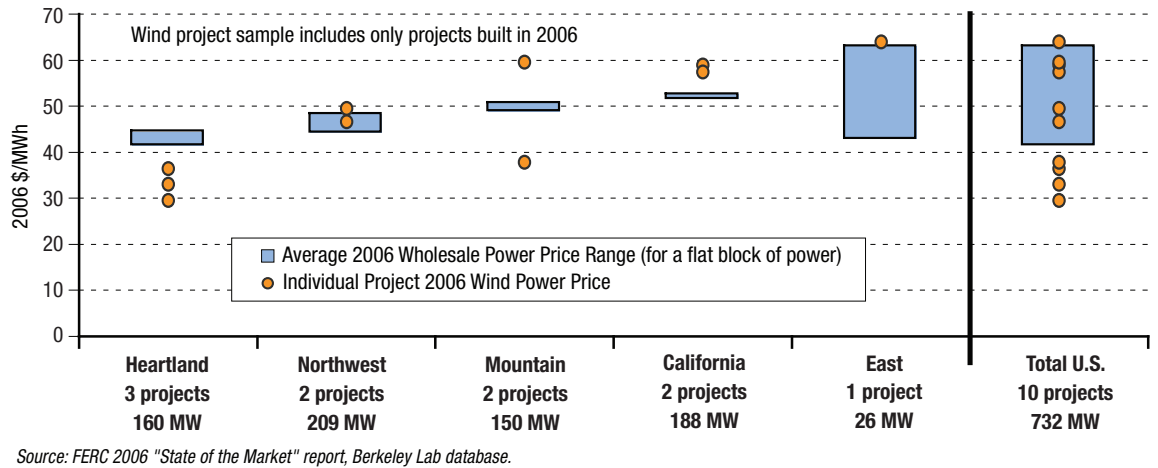 70
60
50
40
30
20
10
0
2006 $/MWh
Wind project sample includes only projects built in 2006
Average 2006 Wholesale Power Price Range (for a flat block of power)
Individual Project 2006 Wind Power Price
Heartland
3 projects
160 MW
Northwest
2 projects
209 MW
Mountain
2 projects
150 MW
California
2 projects
188 MW
East
1 project
26 MW
Total U.S.
10 projects
732 MW
Source: FERC 2006 "State of the Market" report, Berkeley Lab database.